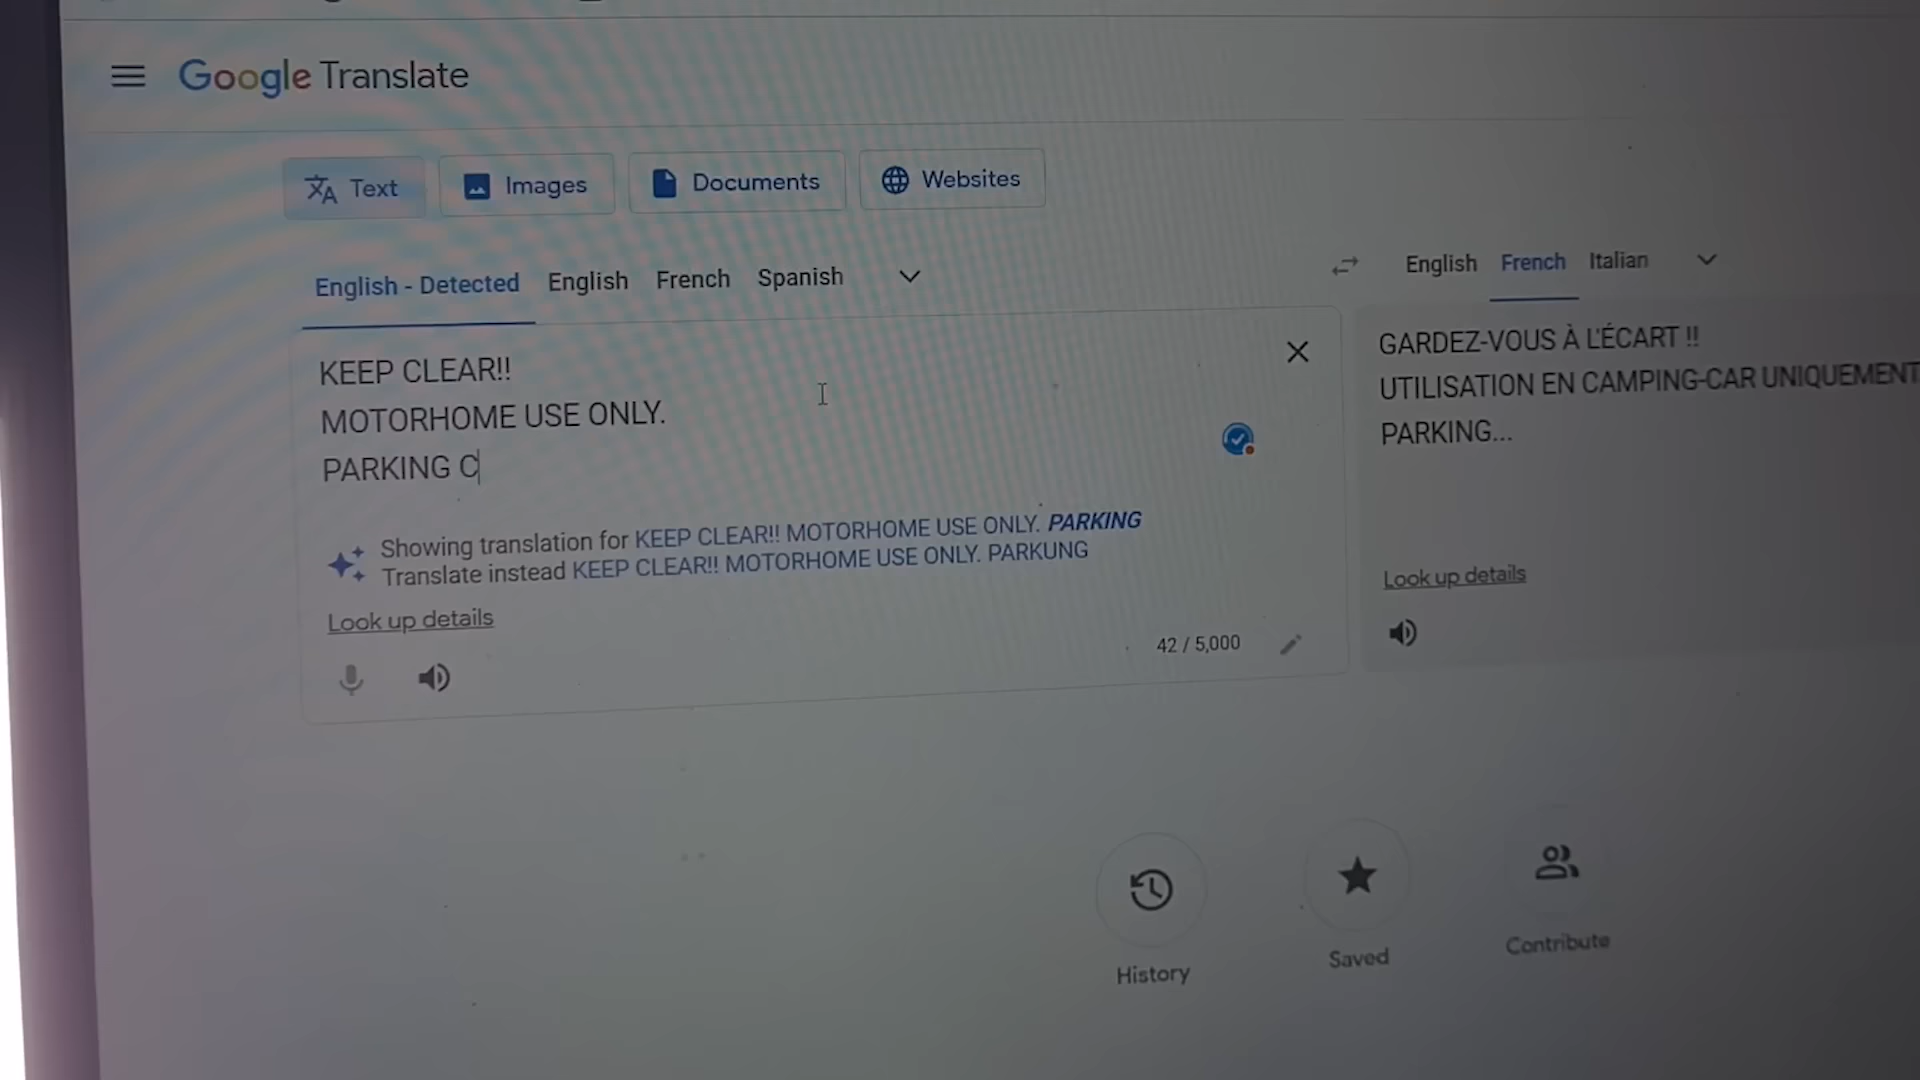 Google Translate
Text
Images
Documents
Websites
English - Detected
English
French
Spanish
English
French
Italian
KEEP CLEAR!!
MOTORHOME USE ONLY.
PARKING C
Showing translation for KEEP CLEAR!! MOTORHOME USE ONLY. PARKING
Translate instead KEEP CLEAR!! MOTORHOME USE ONLY. PARKUNG
Look up details
42 / 5,000
GARDEZ-VOUS À L'ÉCART !!
UTILISATION EN CAMPING-CAR UNIQUEMENT
PARKING...
Look up details
History
Saved
Contribute